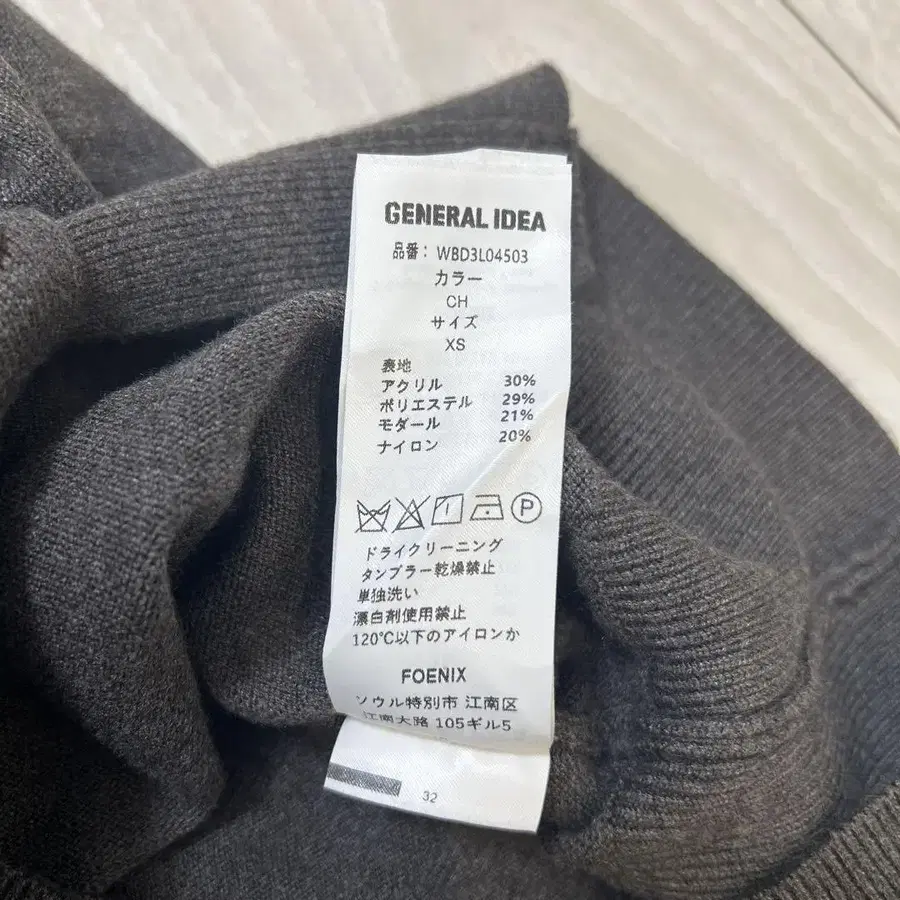 GENERAL IDEA
品番: WBD3L04503
カラー
CH
サイズ
XS
表地
アクリル 30%
ポリエステル 29%
モダール 21%
ナイロン 20%
P
ドライクリーニング
タンブラー乾燥禁止
単独洗い
漂白剤使用禁止
120℃以下のアイロンか
FOENIX
ソウル特別市 江南区
江南大路 105ギル5
32